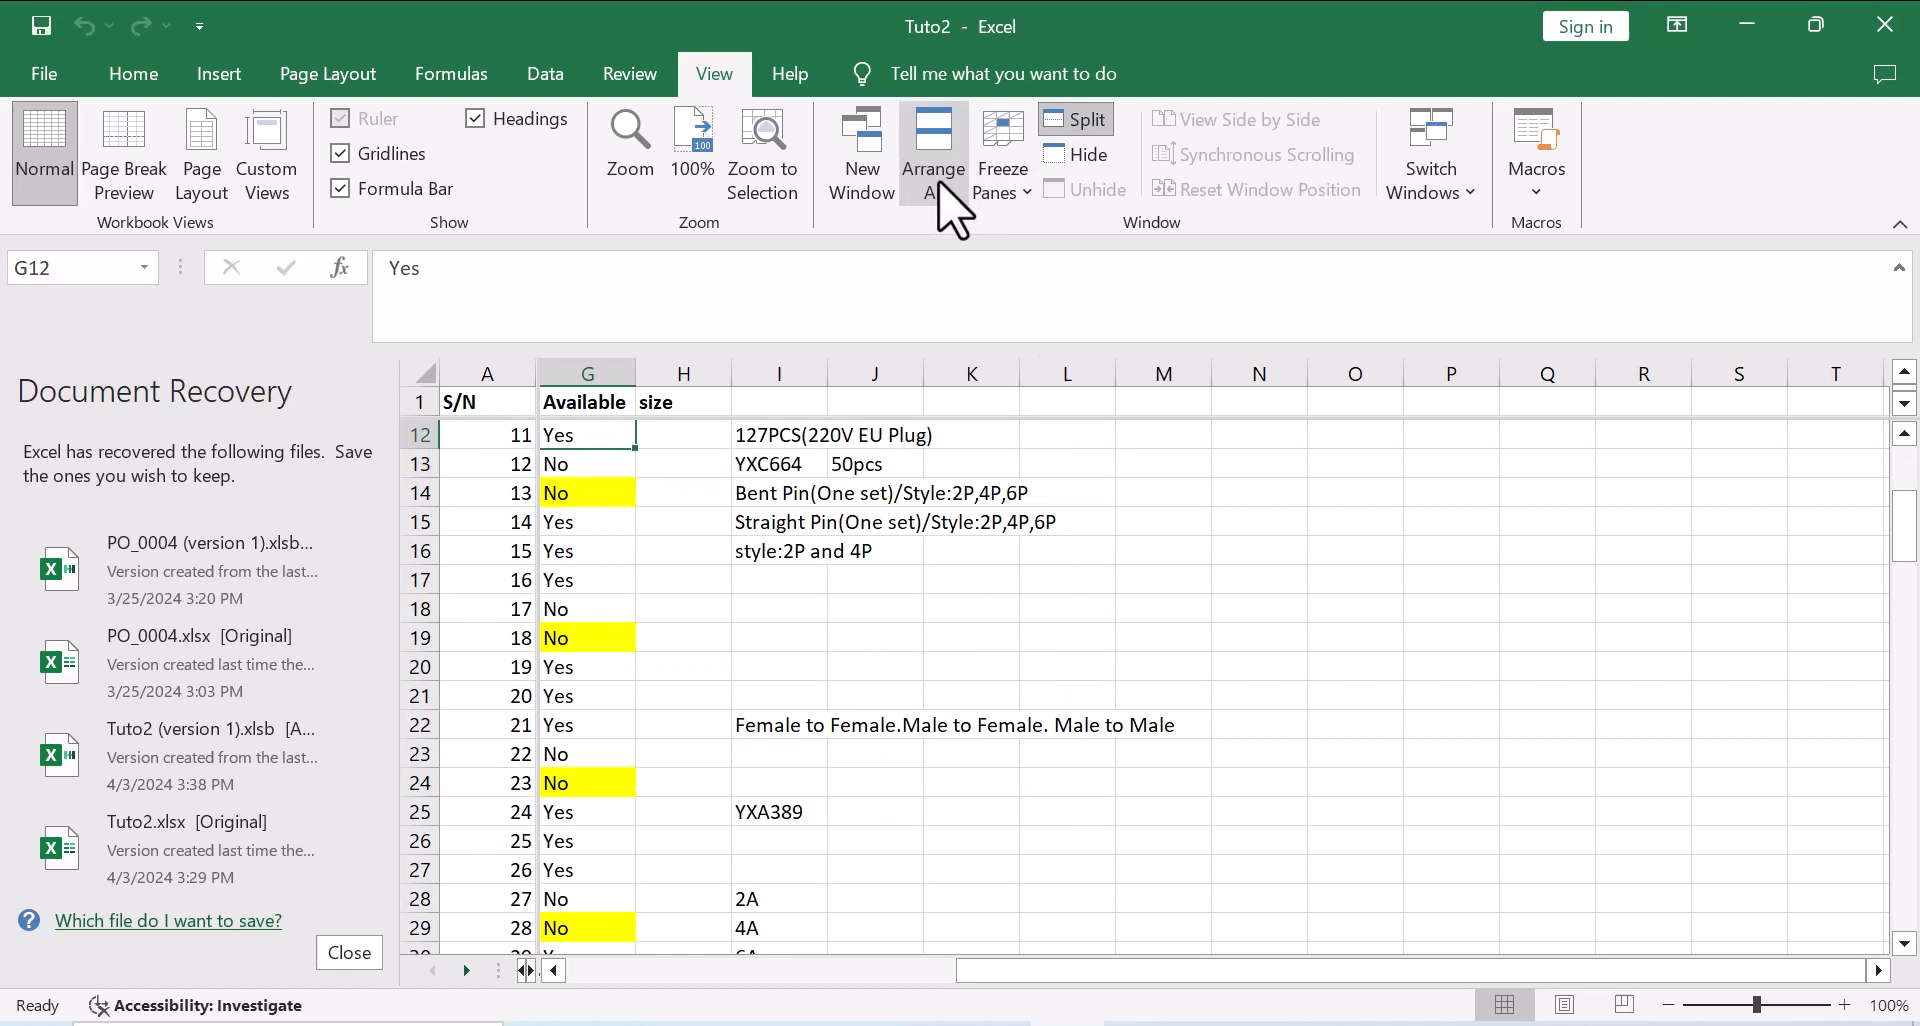 Tuto2 - Excel
Sign in
File Home Insert Page Layout Formulas Data Review View Help Tell me what you want to do
Normal
Page Break Preview
Page Layout
Custom Views
Workbook Views
Ruler
Headings
Gridlines
Formula Bar
Show
Zoom
100
100%
Zoom to Selection
Zoom
New Window
Arrange
Freeze Panes
Split
Hide
Unhide
View Side by Side
Synchronous Scrolling
Reset Window Position
Switch Windows
Window
Macros
Macros
G12
fx
Yes
Document Recovery
Excel has recovered the following files. Save
the ones you wish to keep.
PO_0004 (version 1).xlsb...
Version created from the last...
3/25/2024 3:20 PM
PO_0004.xlsx [Original]
Version created last time the...
3/25/2024 3:03 PM
Tuto2 (version 1).xlsb [A...
Version created from the last...
4/3/2024 3:38 PM
Tuto2.xlsx [Original]
Version created last time the...
4/3/2024 3:29 PM
Which file do I want to save?
Close
A G H I J K L M N O P Q R S T
1 S/N Available size
12 11 Yes 127PCS(220V EU Plug)
13 12 No YXC664 50pcs
14 13 No Bent Pin(One set)/Style:2P,4P,6P
15 14 Yes Straight Pin(One set)/Style:2P,4P,6P
16 15 Yes style:2P and 4P
17 16 Yes
18 17 No
19 18 No
20 19 Yes
21 20 Yes
22 21 Yes Female to Female.Male to Female. Male to Male
23 22 No
24 23 No
25 24 Yes YXA389
26 25 Yes
27 26 Yes
28 27 No 2A
29 28 No 4A
Ready
Accessibility: Investigate
100%